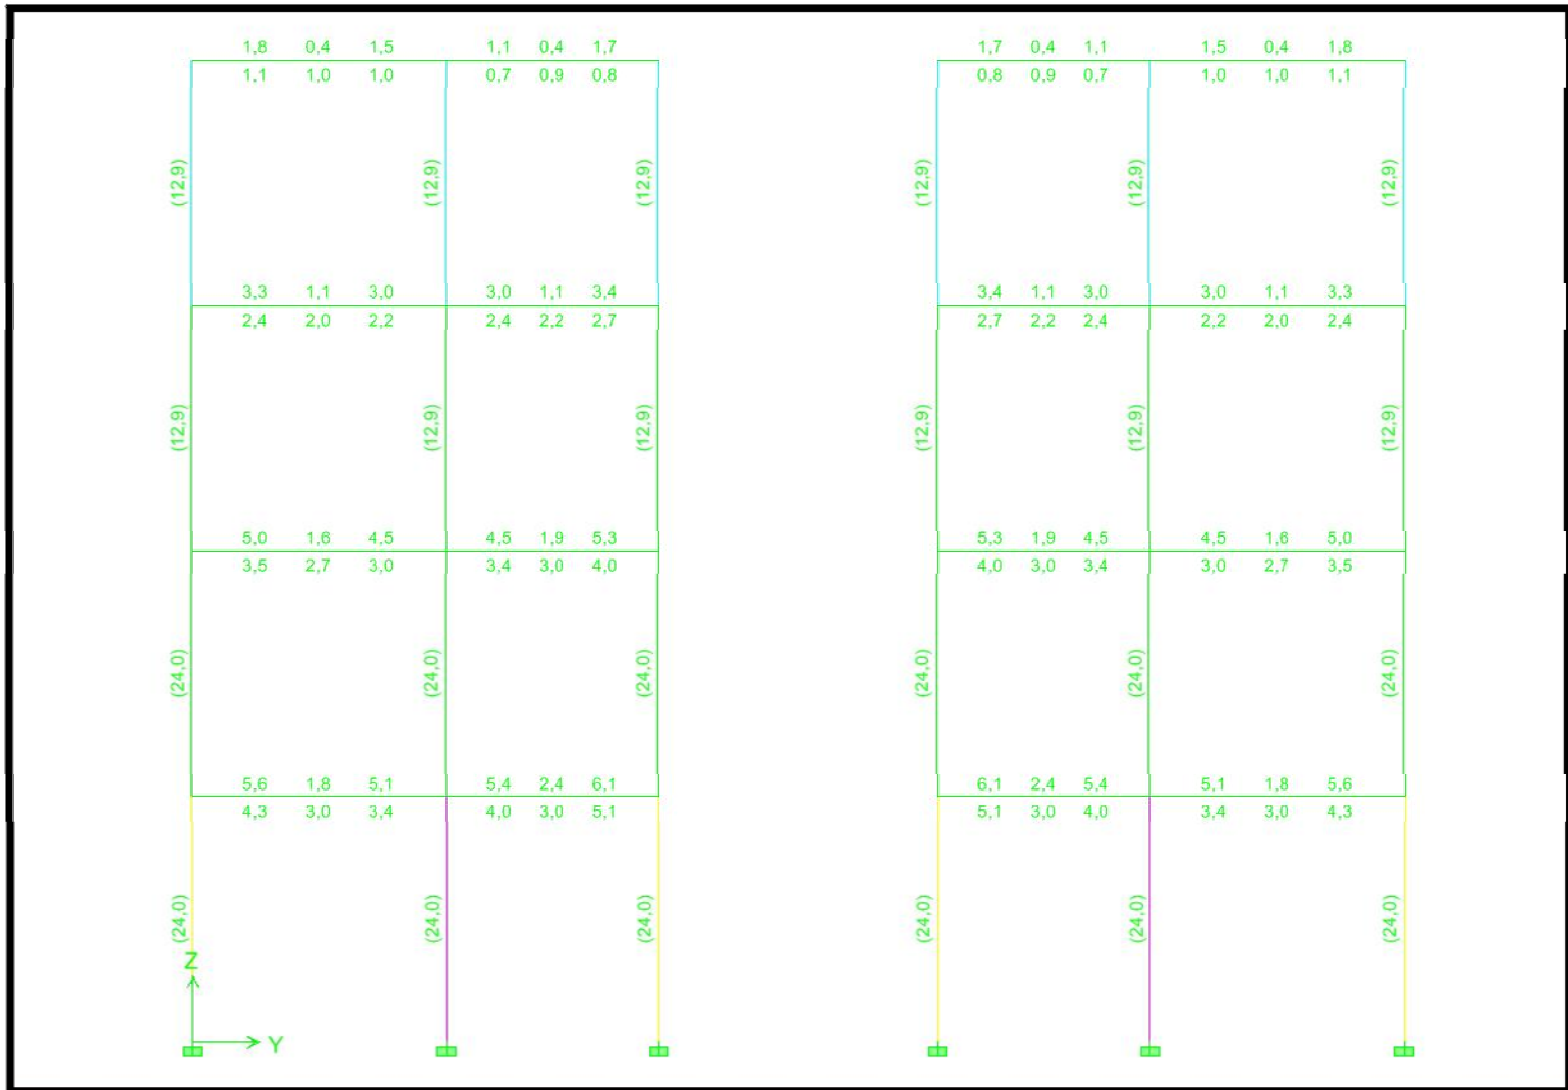 1,8 0,4 1,5 1,1 0,4 1,7 1,7 0,4 1,1 1,5 0,4 1,8
1,1 1,0 1,0 0,7 0,9 0,8 0,8 0,9 0,7 1,0 1,0 1,1
(12,9) (12,9) (12,9) (12,9) (12,9) (12,9)
3,3 1,1 3,0 3,0 1,1 3,4 3,4 1,1 3,0 3,0 1,1 3,3
2,4 2,0 2,2 2,4 2,2 2,7 2,7 2,2 2,4 2,2 2,0 2,4
(12,9) (12,9) (12,9) (12,9) (12,9) (12,9)
5,0 1,6 4,5 4,5 1,9 5,3 5,3 1,9 4,5 4,5 1,6 5,0
3,5 2,7 3,0 3,4 3,0 4,0 4,0 3,0 3,4 3,0 2,7 3,5
(24,0) (24,0) (24,0) (24,0) (24,0) (24,0)
5,6 1,8 5,1 5,4 2,4 6,1 6,1 2,4 5,4 5,1 1,8 5,6
4,3 3,0 3,4 4,0 3,0 5,1 5,1 3,0 4,0 3,4 3,0 4,3
(24,0) (24,0) (24,0) (24,0) (24,0) (24,0)
Z
Y